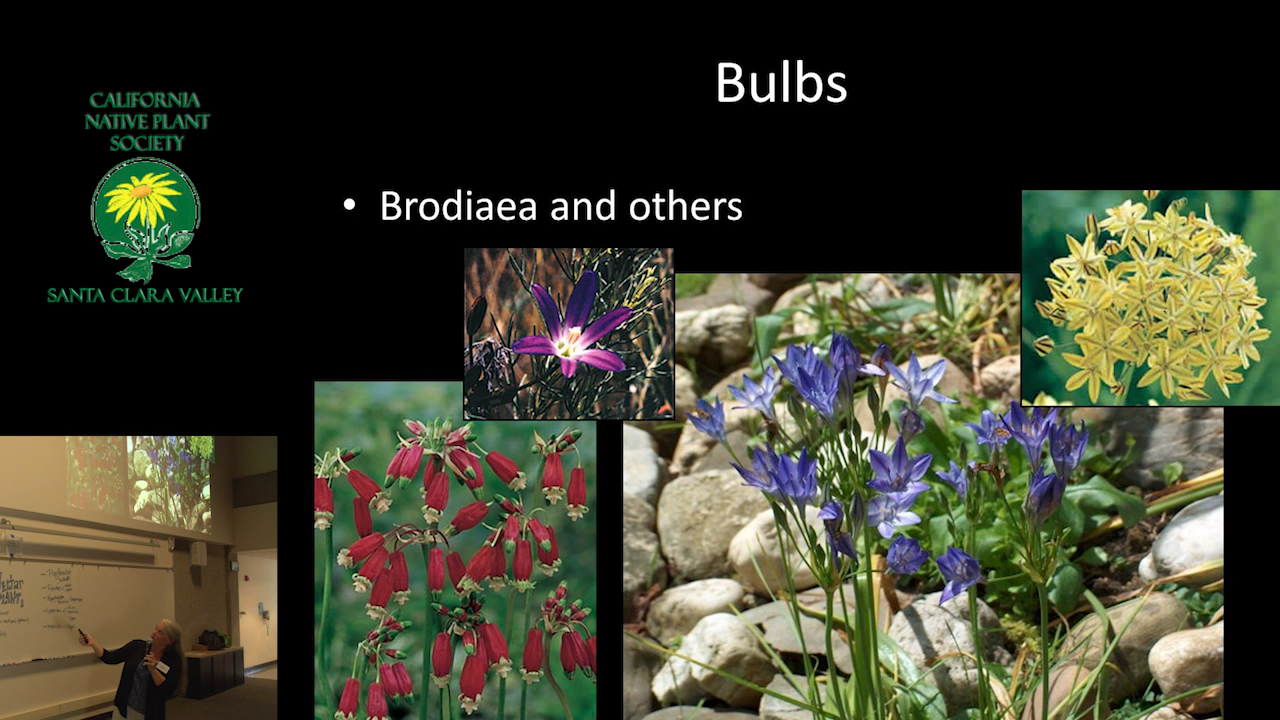 Bulbs
CALIFORNIA
NATIVE PLANT
SOCIETY
SANTA CLARA VALLEY
• Brodiaea and others